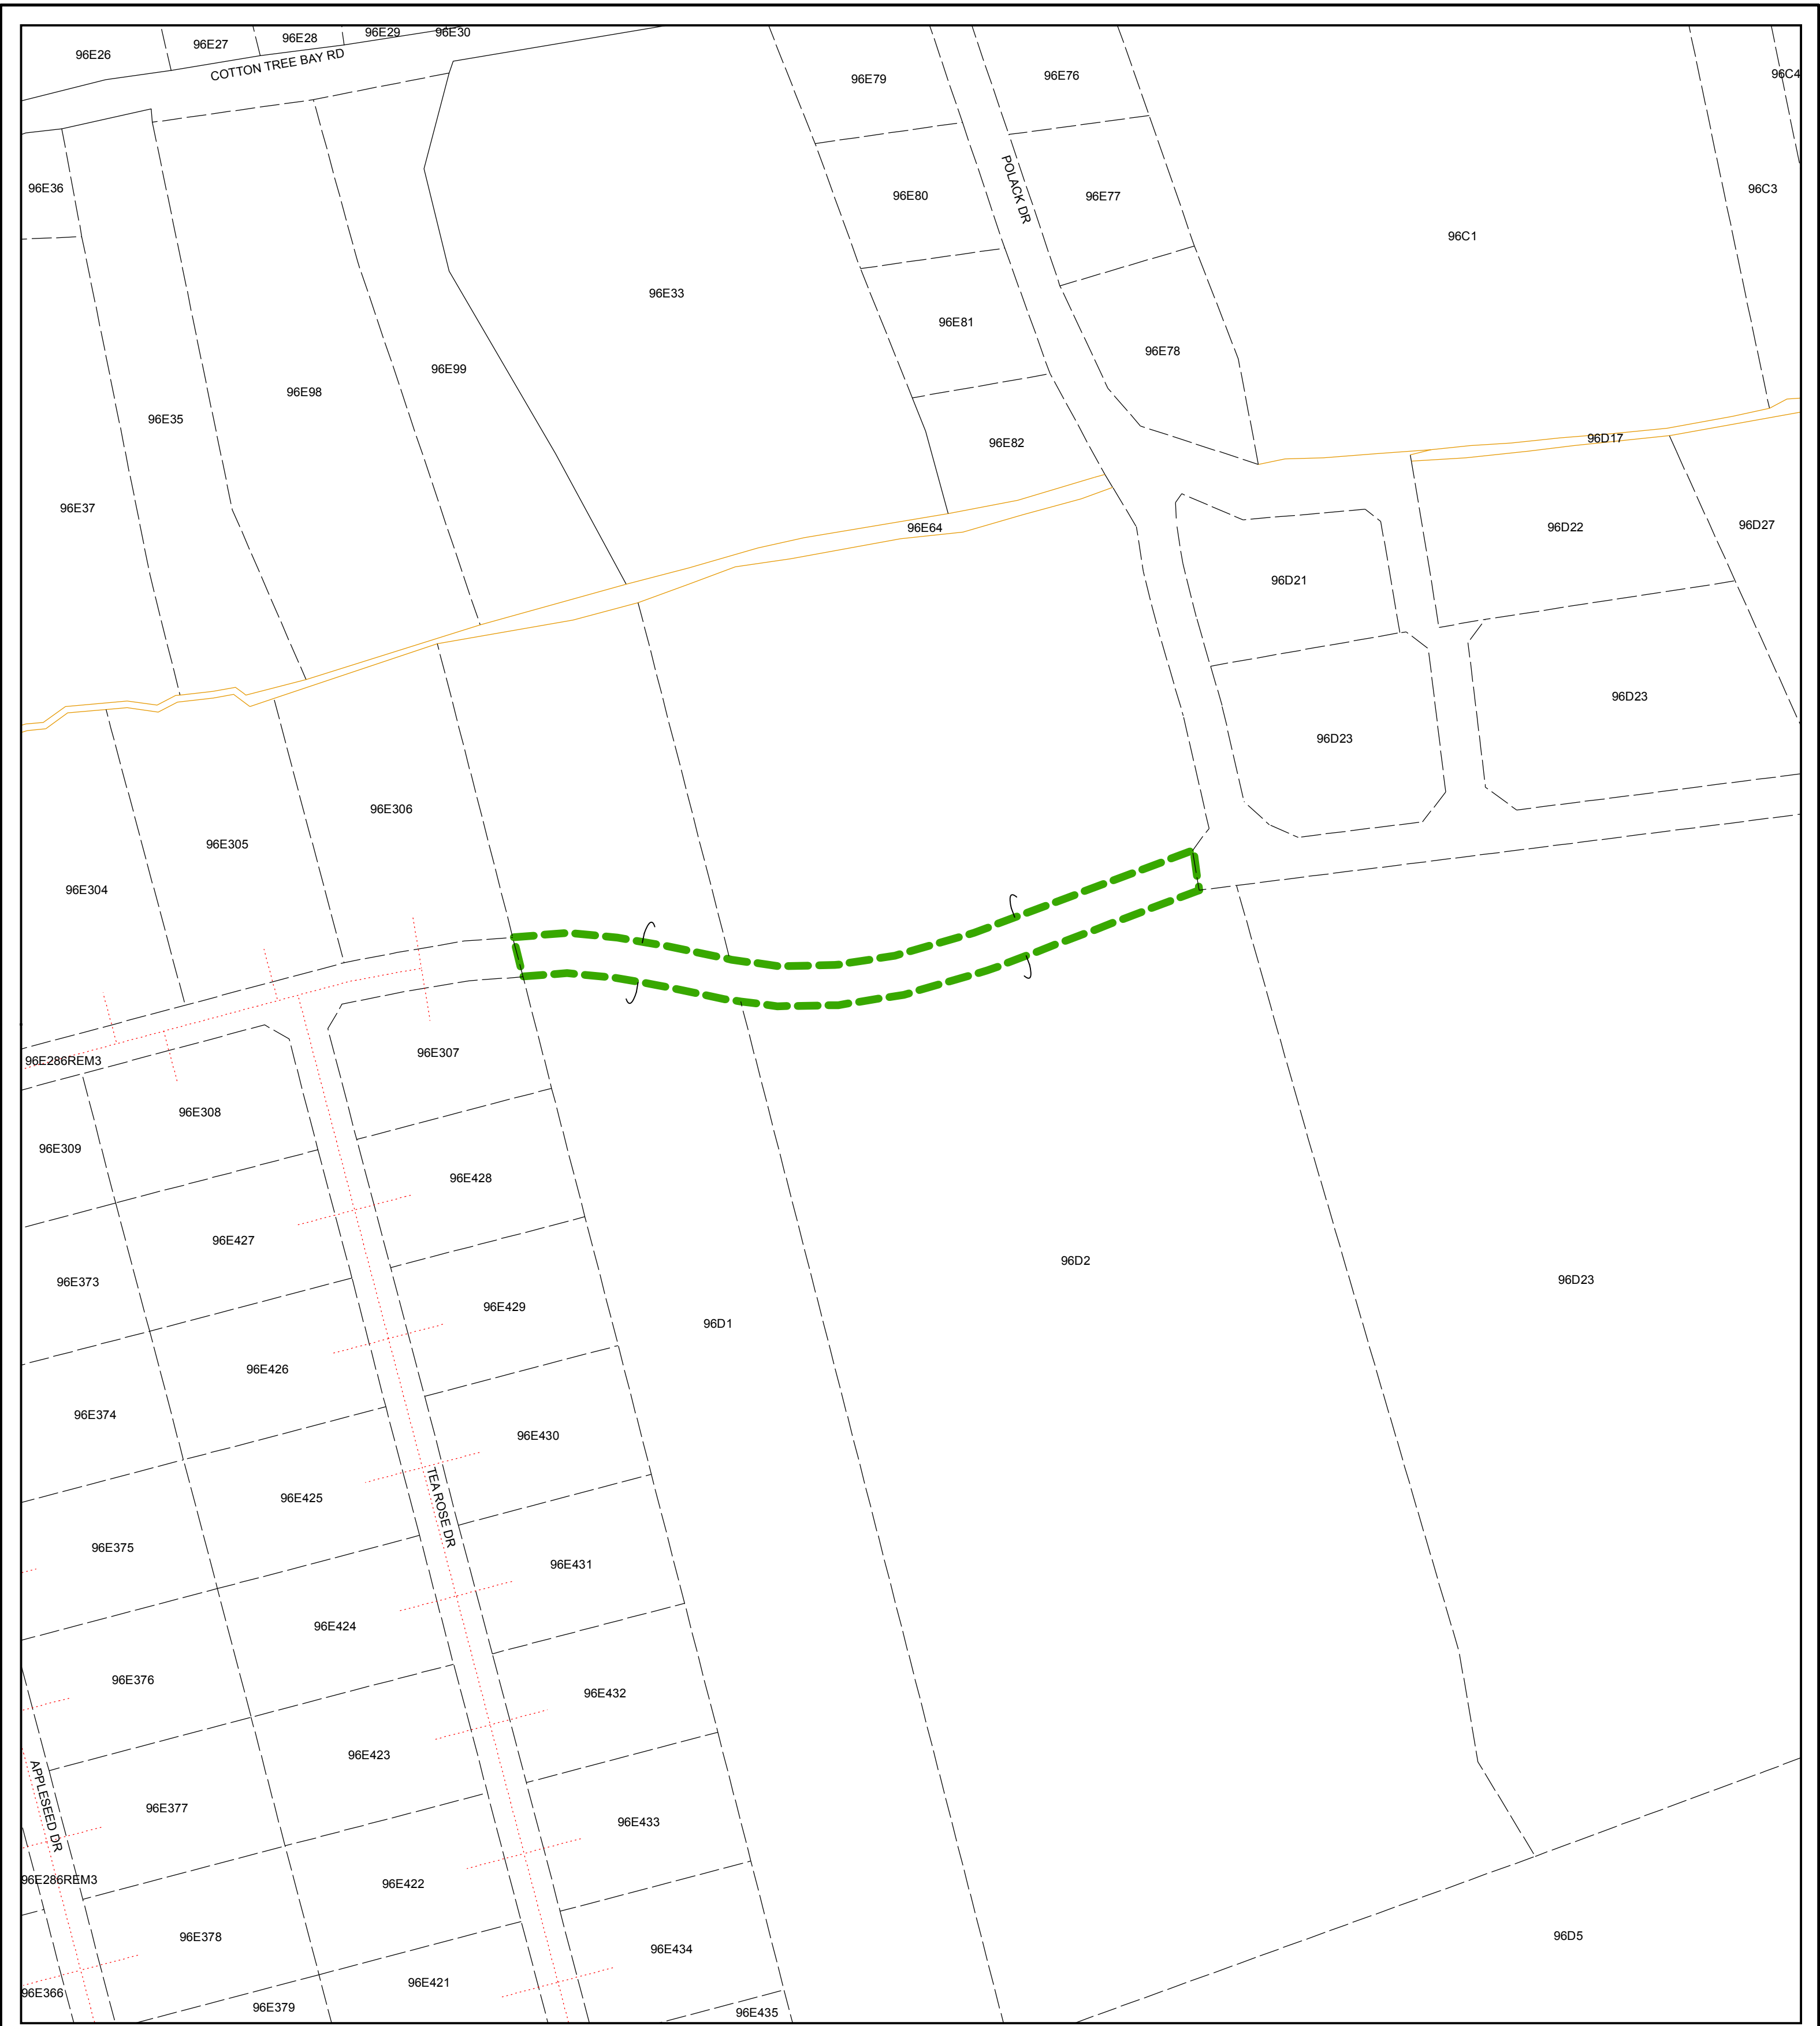 96E26
96E27
96E28
96E29
96E30
COTTON TREE BAY RD
96E79
96E76
96C4
96E36
96E80
POLACK DR
96E77
96C3
96C1
96E33
96E81
96E78
96E99
96E98
96E35
96E82
96D17
96E37
96E64
96D22
96D27
96D21
96D23
96D23
96E306
96E305
96E304
96E286REM3
96E307
96E308
96E309
96E428
96E427
96D2
96E373
96D23
96E429
96D1
96E426
96E374
96E430
96E425
TEA ROSE DR
96E375
96E431
96E424
96E376
96E432
96E423
APPLESEED DR
96E377
96E433
96E286REM3
96E422
96E378
96E434
96D5
96E366
96E421
96E379
96E435